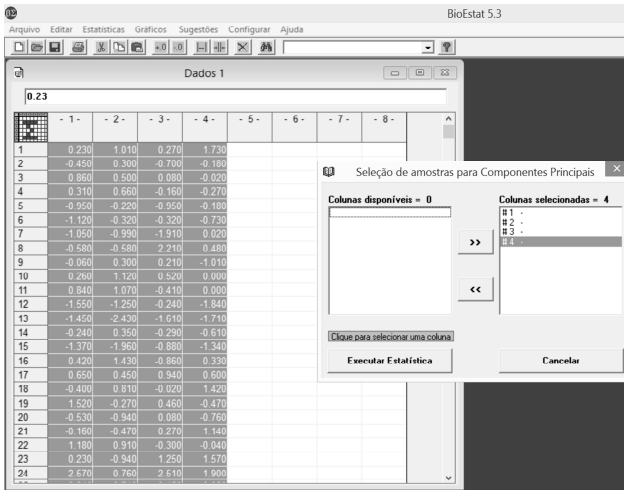 BioEstat 5.3
Arquivo Editar Estatísticas Gráficos Sugestões Configurar Ajuda
Dados 1
0.23
- 1 - - 2 - - 3 - - 4 - - 5 - - 6 - - 7 - - 8 -
1 0.230 1.010 0.270 1.730
2 -0.450 0.300 -0.700 -0.180
3 0.860 0.500 0.080 -0.020
4 0.310 0.660 -0.160 -0.270
5 -0.950 -0.220 -0.950 -0.180
6 -1.120 -0.320 -0.320 -0.730
7 -1.050 -0.990 -1.910 0.020
8 -0.580 -0.580 2.210 0.480
9 -0.060 0.300 0.210 -1.010
10 0.260 1.120 0.520 0.000
11 0.840 1.070 -0.410 0.000
12 -1.550 -1.250 -0.240 -1.840
13 -1.450 -2.430 -1.610 -1.710
14 -0.240 0.350 -0.290 -0.610
15 -1.370 -1.960 -0.880 -1.340
16 0.420 1.430 -0.860 0.330
17 0.650 0.450 0.940 0.600
18 -0.400 0.810 -0.020 1.420
19 1.520 -0.270 0.460 -0.470
20 -0.530 -0.940 0.080 -0.760
21 -0.160 -0.470 0.270 1.140
22 1.180 0.910 -0.300 -0.040
23 0.230 -0.940 1.250 1.570
24 2.670 0.760 2.510 1.900
Seleção de amostras para Componentes Principais
Colunas disponíveis = 0
Colunas selecionadas = 4
#1 -
#2 -
#3 -
#4 -
>>
<<
Clique para selecionar uma coluna
Executar Estatística
Cancelar